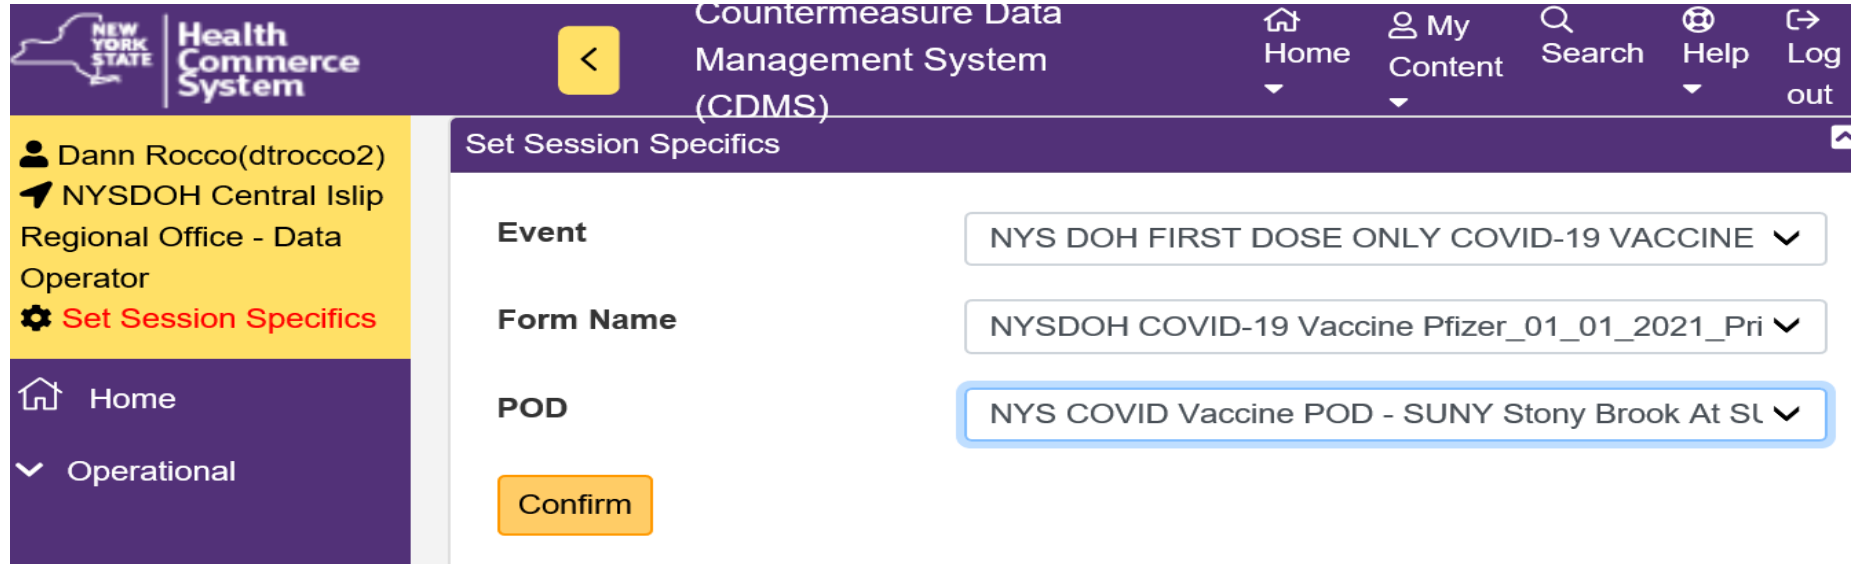 NEW
YORK
STATE
Health
Commerce
System
<
Countermeasure Data
Management System
(CDMS)
Home
My
Content
Search
Help
Log
out
Dann Rocco(dtrocco2)
NYSDOH Central Islip
Regional Office - Data
Operator
Set Session Specifics
Home
Operational
Set Session Specifics
Event
NYS DOH FIRST DOSE ONLY COVID-19 VACCINE
Form Name
NYSDOH COVID-19 Vaccine Pfizer_01_01_2021_Pri
POD
NYS COVID Vaccine POD - SUNY Stony Brook At SU
Confirm